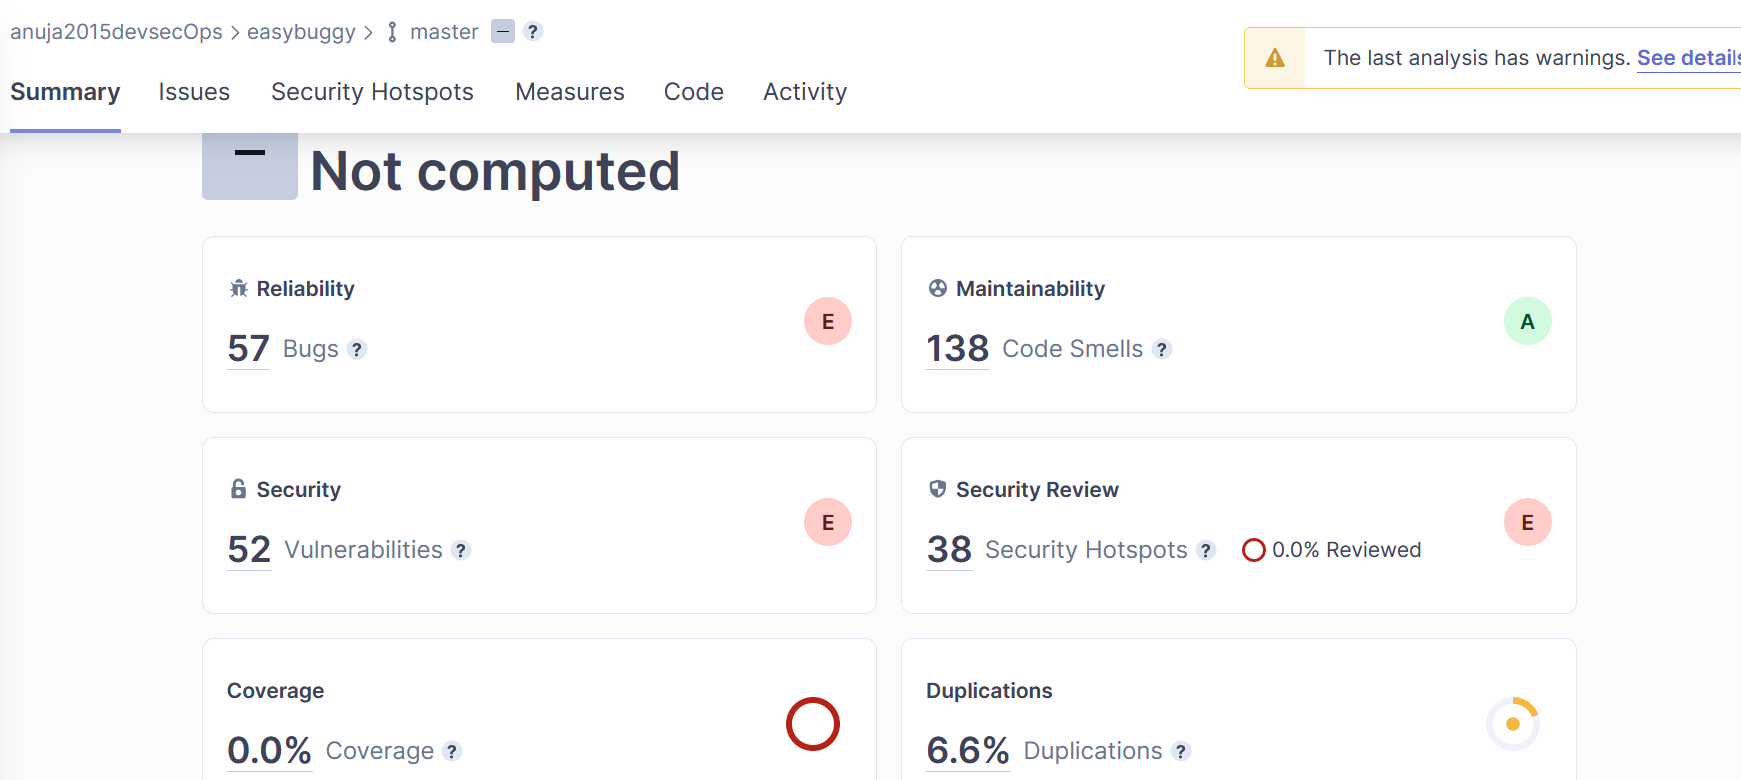 anuja2015devsecOps > easybuggy > master – ?
The last analysis has warnings. See details
Summary Issues Security Hotspots Measures Code Activity
– Not computed
Reliability
57 Bugs ?
E
Maintainability
138 Code Smells ?
A
Security
52 Vulnerabilities ?
E
Security Review
38 Security Hotspots ? 0.0% Reviewed
E
Coverage
0.0% Coverage ?
Duplications
6.6% Duplications ?